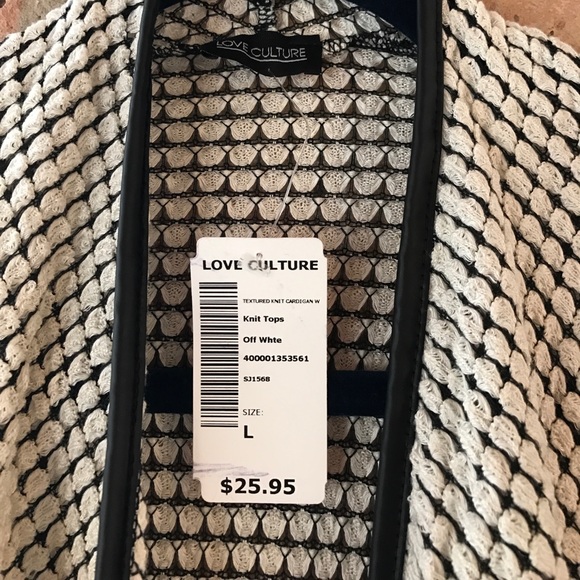 LOVE CULTURE
LOVE CULTURE
TEXTURED KNIT CARDIGAN W
Knit Tops
Off Whte
400001353561
SJ1568
SIZE:
L
$25.95